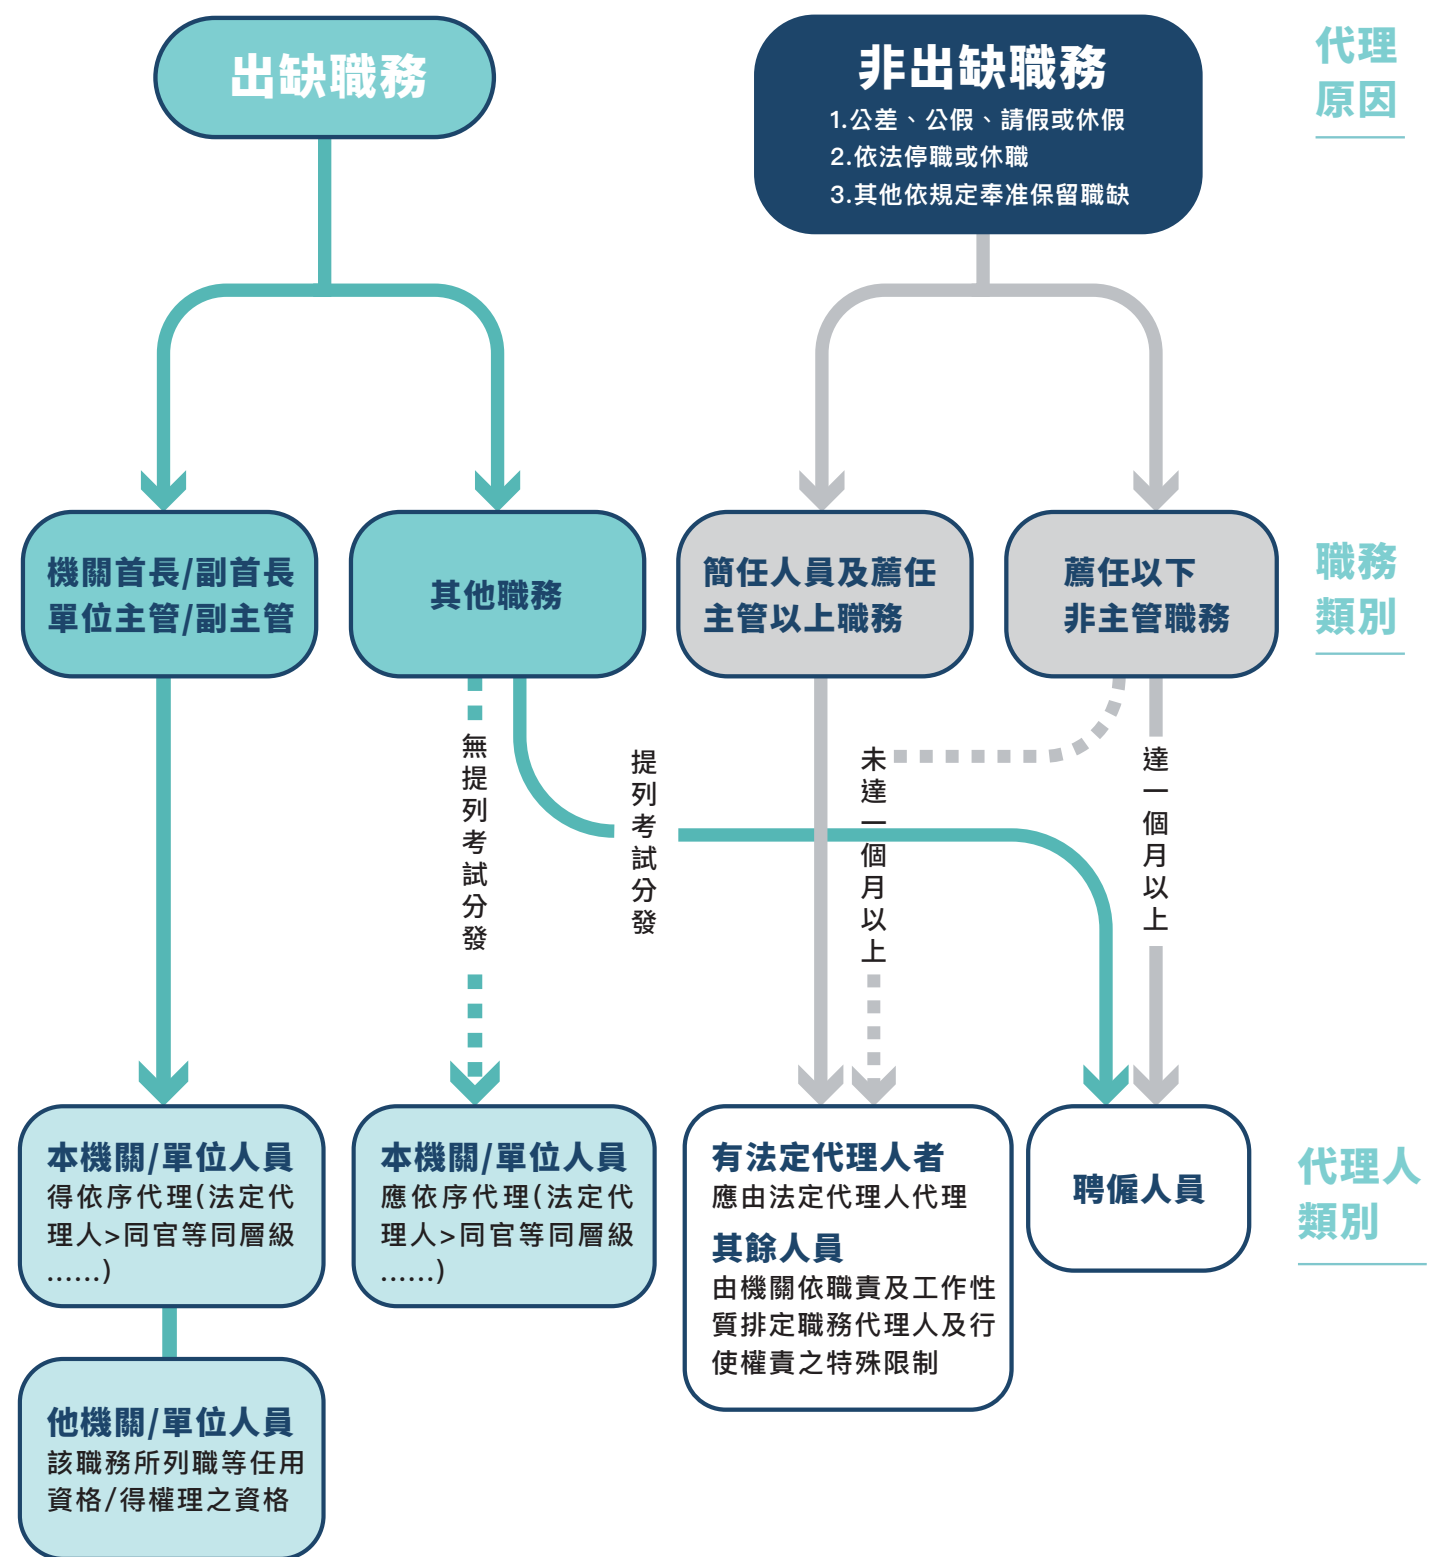 出缺職務
非出缺職務
1.公差、公假、請假或休假
2.依法停職或休職
3.其他依規定奉准保留職缺
代理
原因
機關首長/副首長
單位主管/副主管
其他職務
簡任人員及薦任
主管以上職務
薦任以下
非主管職務
職務
類別
無提列考試分發
提列考試分發
未達一個月以上
達一個月以上
本機關/單位人員
得依序代理(法定代
理人>同官等同層級
......)
本機關/單位人員
應依序代理(法定代
理人>同官等同層級
......)
有法定代理人者
應由法定代理人代理
其餘人員
由機關依職責及工作性
質排定職務代理人及行
使權責之特殊限制
聘僱人員
代理人
類別
他機關/單位人員
該職務所列職等任用
資格/得權理之資格